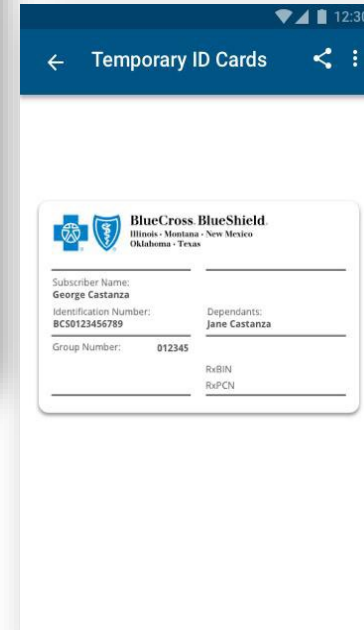 12:30
Temporary ID Cards
BlueCross BlueShield.
Illinois · Montana · New Mexico
Oklahoma · Texas
Subscriber Name:
George Castanza
Identification Number:
BCS0123456789
Dependants:
Jane Castanza
Group Number: 012345
RxBIN
RxPCN